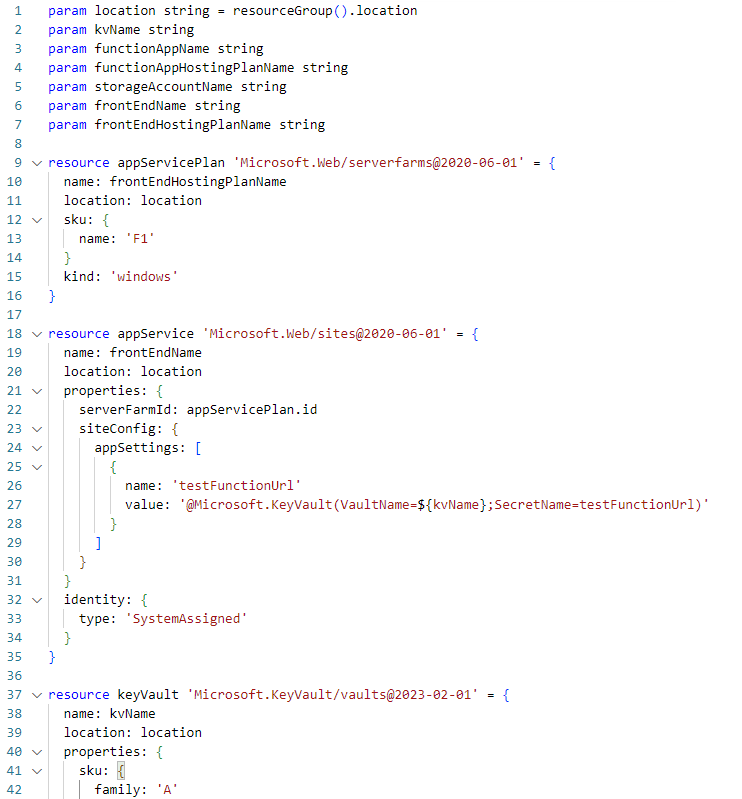 1 param location string = resourceGroup().location
2 param kvName string
3 param functionAppName string
4 param functionAppHostingPlanName string
5 param storageAccountName string
6 param frontEndName string
7 param frontEndHostingPlanName string
8
9 resource appServicePlan 'Microsoft.Web/serverfarms@2020-06-01' = {
10   name: frontEndHostingPlanName
11   location: location
12   sku: {
13     name: 'F1'
14   }
15   kind: 'windows'
16 }
17
18 resource appService 'Microsoft.Web/sites@2020-06-01' = {
19   name: frontEndName
20   location: location
21   properties: {
22     serverFarmId: appServicePlan.id
23     siteConfig: {
24       appSettings: [
25         {
26           name: 'testFunctionUrl'
27           value: '@Microsoft.KeyVault(VaultName=${kvName};SecretName=testFunctionUrl)'
28         }
29       ]
30     }
31   }
32   identity: {
33     type: 'SystemAssigned'
34   }
35 }
36
37 resource keyVault 'Microsoft.KeyVault/vaults@2023-02-01' = {
38   name: kvName
39   location: location
40   properties: {
41     sku: {
42       family: 'A'